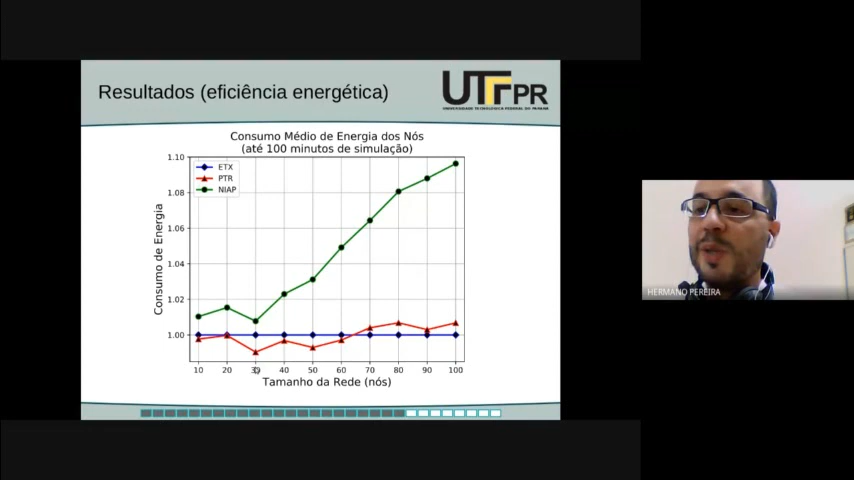 Resultados (eficiência energética)
UTFPR
UNIVERSIDADE TECNOLÓGICA FEDERAL DO PARANÁ
Consumo Médio de Energia dos Nós
(até 100 minutos de simulação)
ETX
PTR
NIAP
Consumo de Energia
1.10
1.08
1.06
1.04
1.02
1.00
10 20 30 40 50 60 70 80 90 100
Tamanho da Rede (nós)
HERMANO PEREIRA